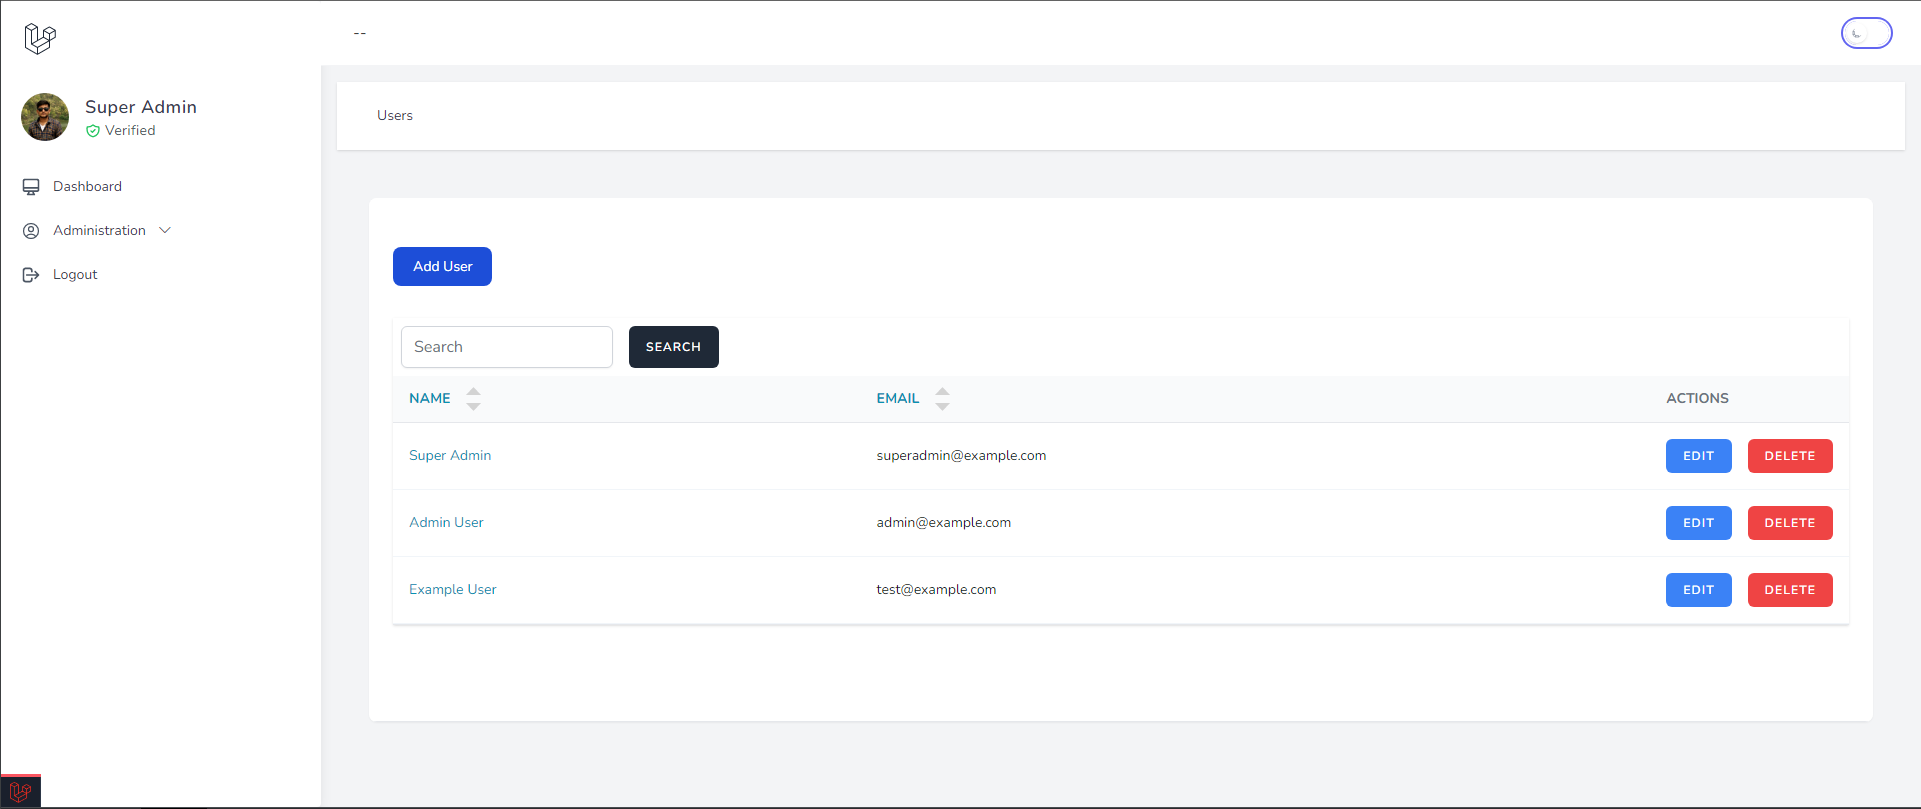 --
Super Admin
Verified
Dashboard
Administration
Logout
Users
Add User
Search SEARCH
NAME EMAIL ACTIONS
Super Admin superadmin@example.com EDIT DELETE
Admin User admin@example.com EDIT DELETE
Example User test@example.com EDIT DELETE